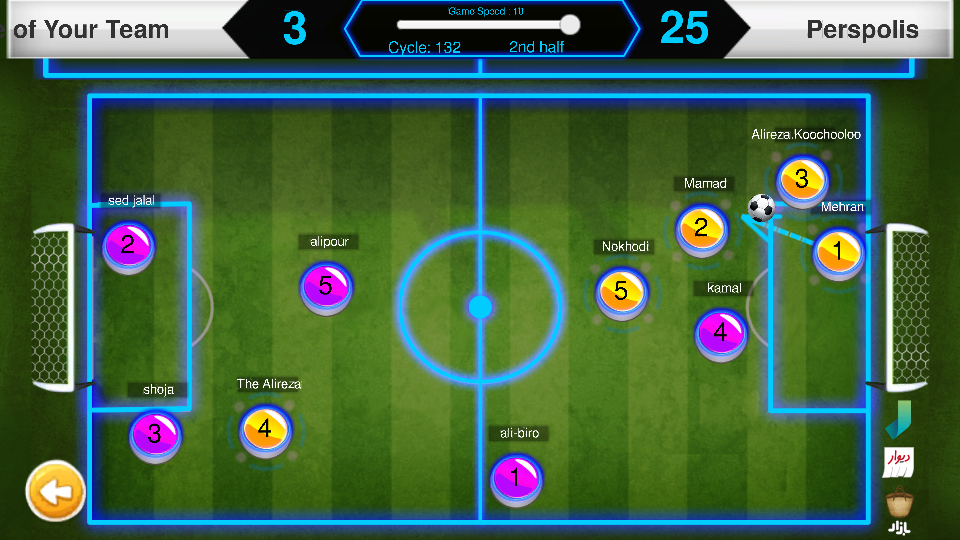 of Your Team
3
Game Speed : 10
Cycle: 132
2nd half
25
Perspolis
Alireza.Koochooloo
3
Mamad
2
sed jalal
2
Mehran
1
alipour
5
Nokhodi
5
kamal
4
shoja
3
The Alireza
4
ali-biro
1
دیوار
بازار